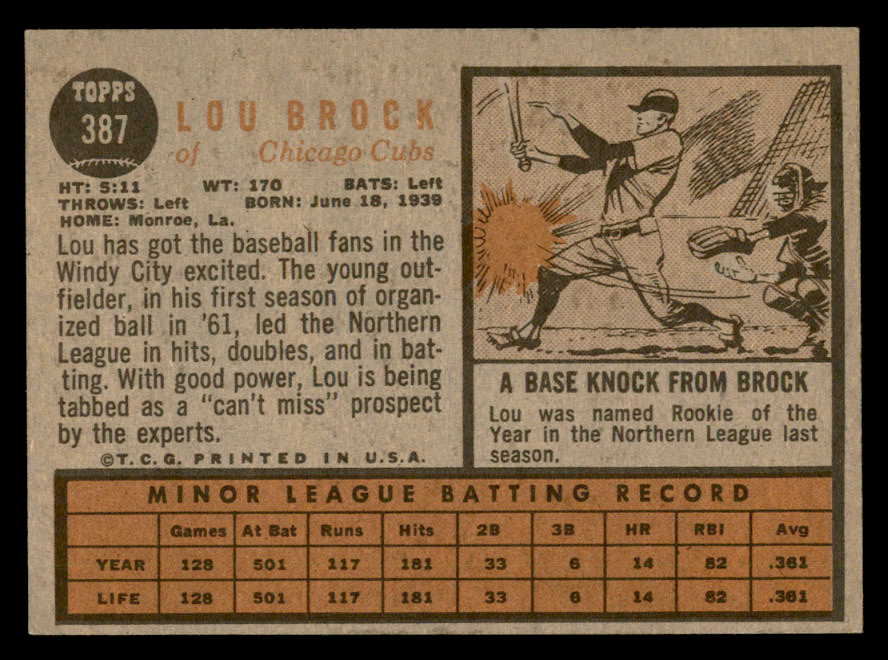 TOPPS
387
LOU BROCK
of Chicago Cubs
HT: 5:11 WT: 170 BATS: Left
THROWS: Left BORN: June 18, 1939
HOME: Monroe, La.
Lou has got the baseball fans in the
Windy City excited. The young out-
fielder, in his first season of organ-
ized ball in '61, led the Northern
League in hits, doubles, and in bat-
ting. With good power, Lou is being
tabbed as a "can't miss" prospect
by the experts.
©T.C.G. PRINTED IN U.S.A.
A BASE KNOCK FROM BROCK
Lou was named Rookie of the
Year in the Northern League last
season.
MINOR LEAGUE BATTING RECORD
Games At Bat Runs Hits 2B 3B HR RBI Avg
YEAR 128 501 117 181 33 6 14 82 .361
LIFE 128 501 117 181 33 6 14 82 .361